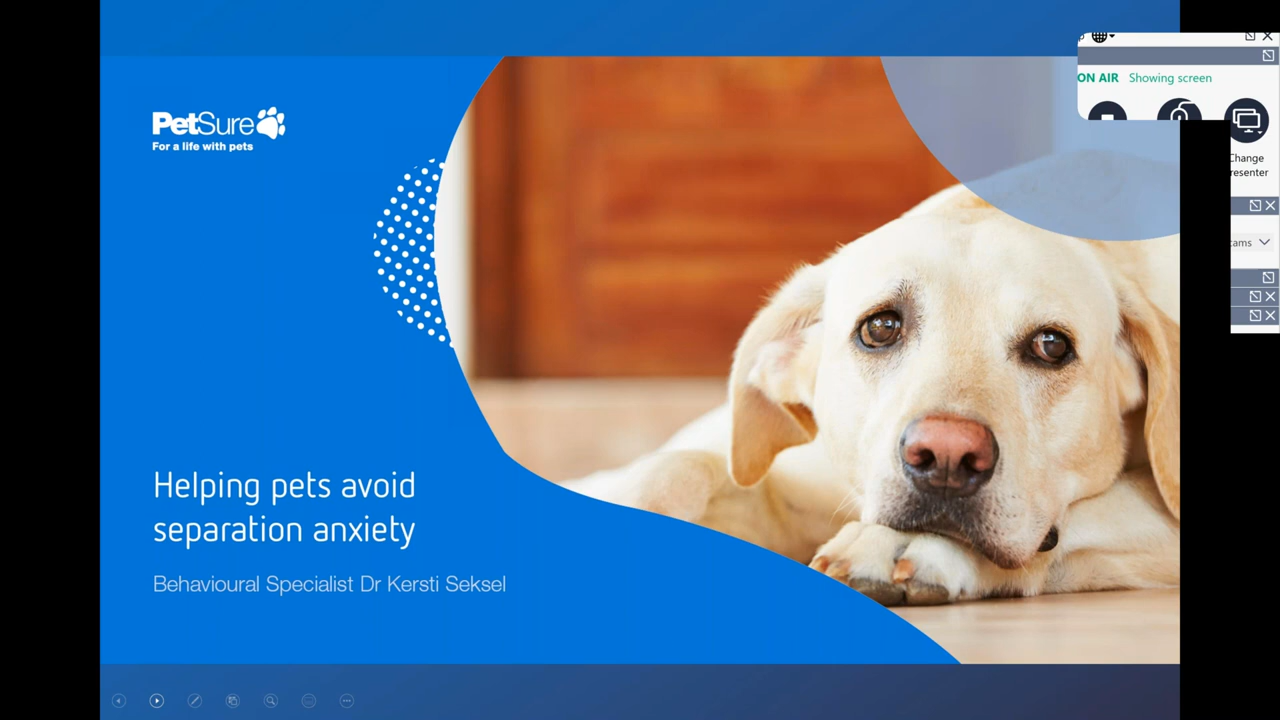 PetSure
For a life with pets
Helping pets avoid
separation anxiety
Behavioural Specialist Dr Kersti Seksel
ON AIR Showing screen
Change
resenter
ams